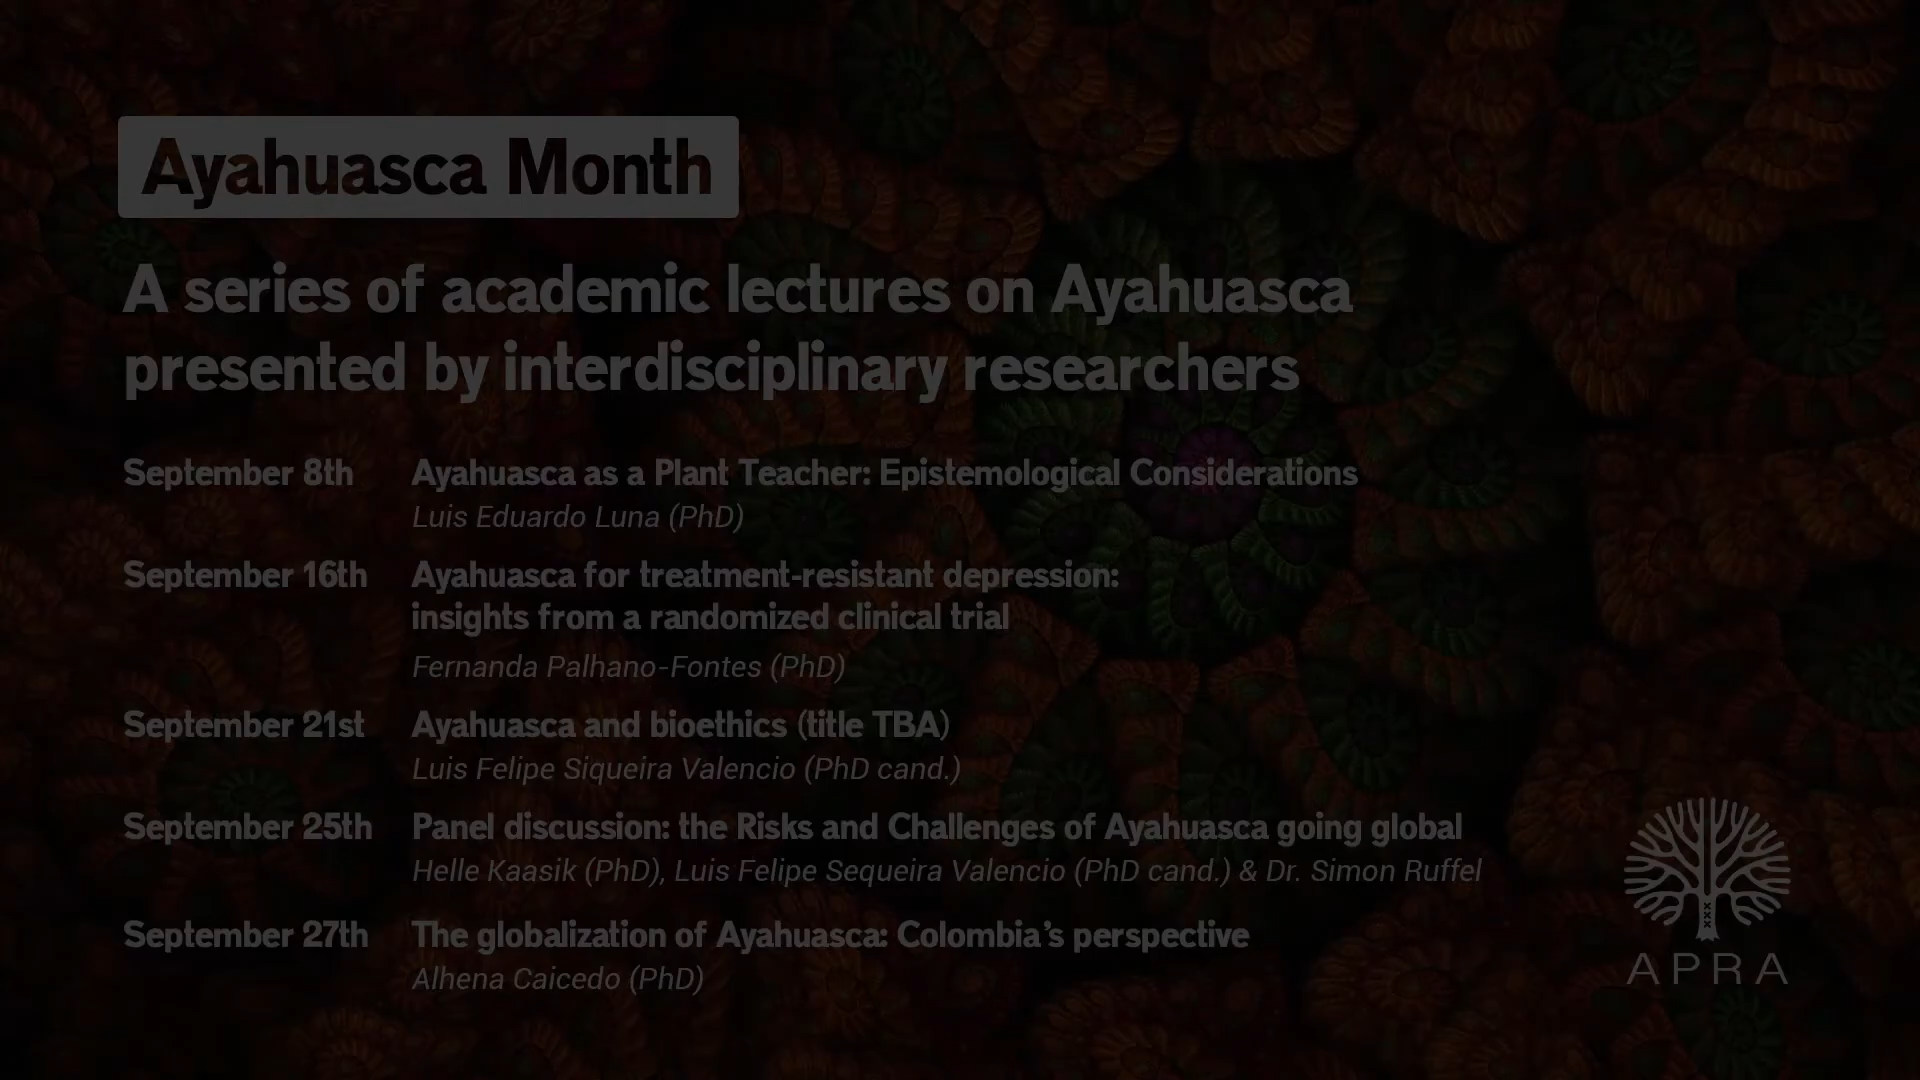 Ayahuasca Month
A series of academic lectures on Ayahuasca
presented by interdisciplinary researchers
September 8th Ayahuasca as a Plant Teacher: Epistemological Considerations
Luis Eduardo Luna (PhD)
September 16th Ayahuasca for treatment-resistant depression:
insights from a randomized clinical trial
Fernanda Palhano-Fontes (PhD)
September 21st Ayahuasca and bioethics (title TBA)
Luis Felipe Siqueira Valencio (PhD cand.)
September 25th Panel discussion: the Risks and Challenges of Ayahuasca going global
Helle Kaasik (PhD), Luis Felipe Sequeira Valencio (PhD cand.) & Dr. Simon Ruffel
September 27th The globalization of Ayahuasca: Colombia's perspective
Alhena Caicedo (PhD)
APRA